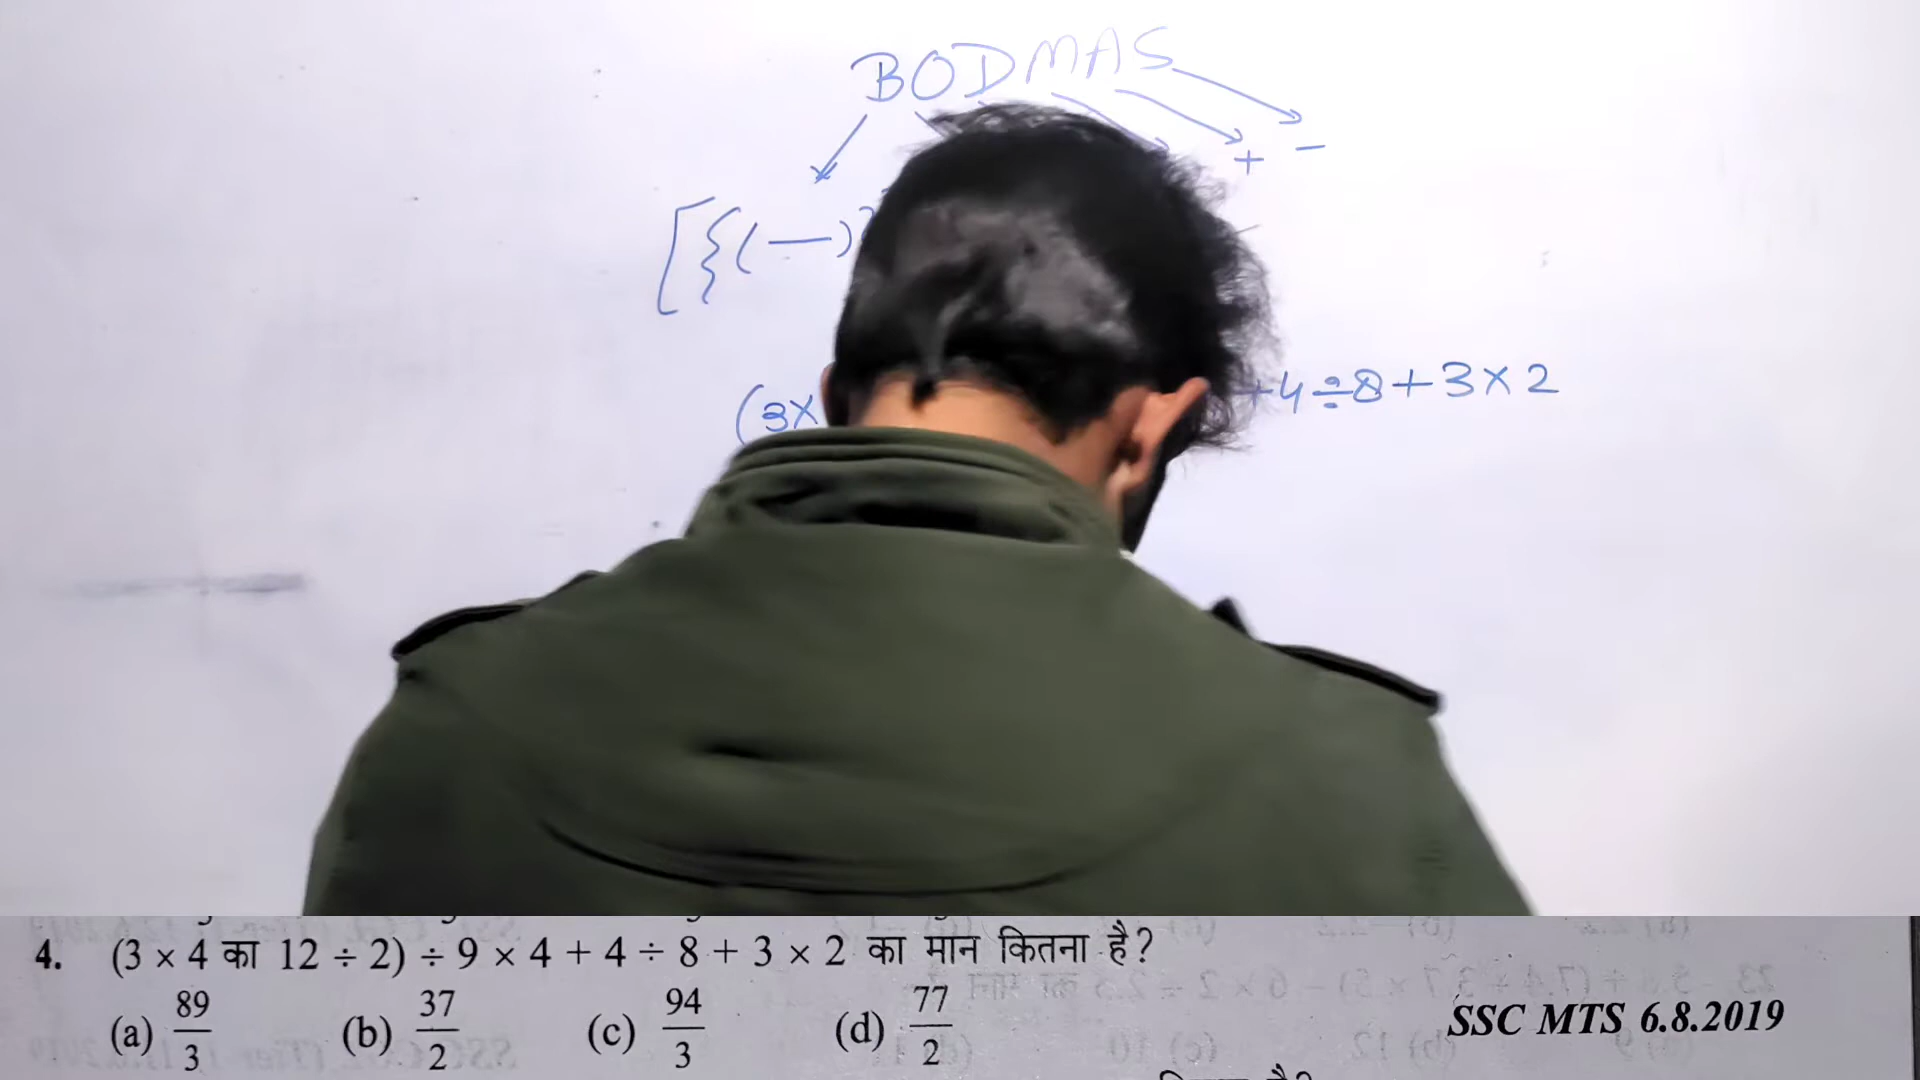 BODMAS
+ -
[{(—)
(3× +4÷8+3×2
4. (3 × 4 का 12 ÷ 2) ÷ 9 × 4 + 4 ÷ 8 + 3 × 2 का मान कितना है?
(a) 89/3 (b) 37/2 (c) 94/3 (d) 77/2
SSC MTS 6.8.2019